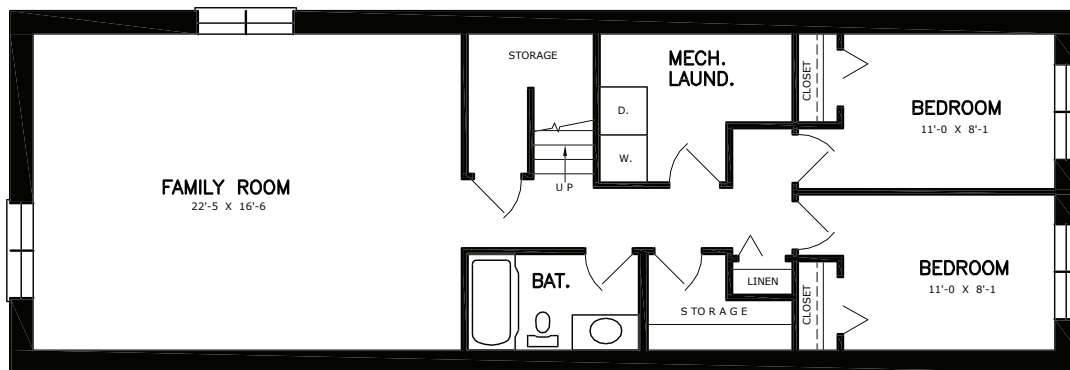 STORAGE
MECH.
LAUND.
CLOSET
D.
W.
UP
BEDROOM
11'-0 X 8'-1
FAMILY ROOM
22'-5 X 16'-6
BAT.
LINEN
STORAGE
CLOSET
BEDROOM
11'-0 X 8'-1